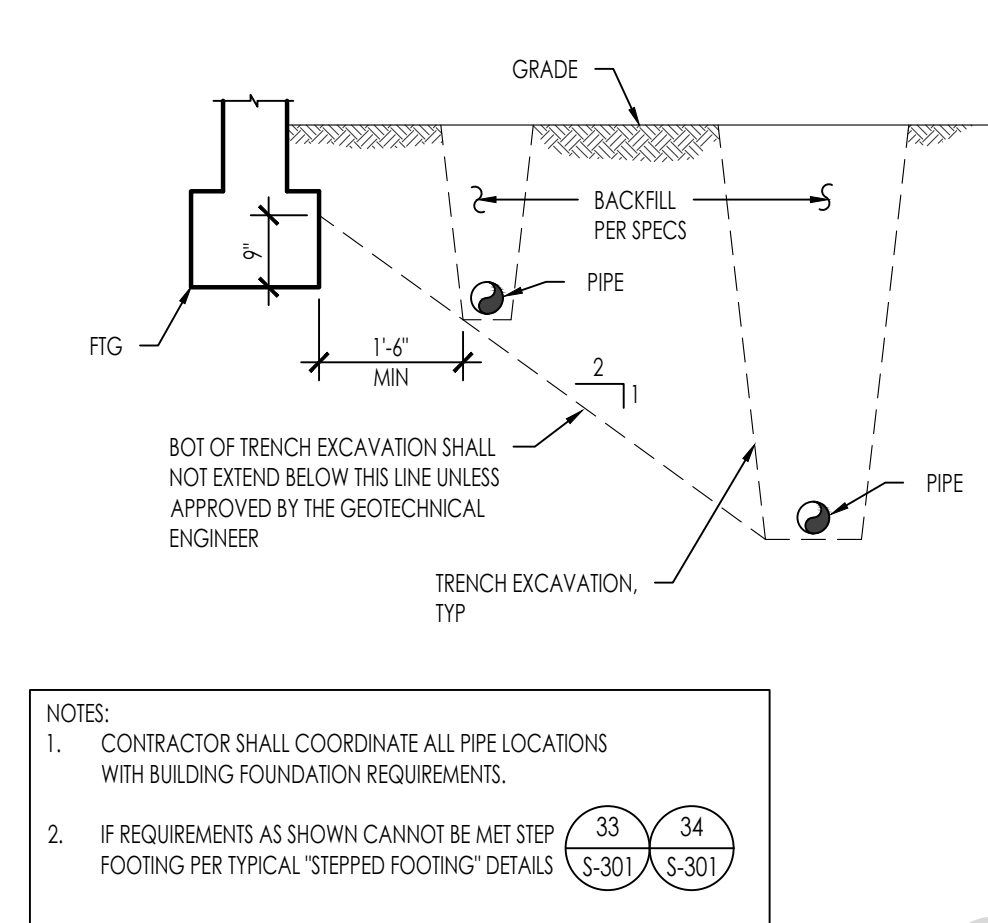 GRADE
BACKFILL
PER SPECS
9"
PIPE
FTG
1'-6"
MIN
2
1
BOT OF TRENCH EXCAVATION SHALL
NOT EXTEND BELOW THIS LINE UNLESS
APPROVED BY THE GEOTECHNICAL
ENGINEER
PIPE
TRENCH EXCAVATION,
TYP
NOTES:
1. CONTRACTOR SHALL COORDINATE ALL PIPE LOCATIONS
WITH BUILDING FOUNDATION REQUIREMENTS.
2. IF REQUIREMENTS AS SHOWN CANNOT BE MET STEP
FOOTING PER TYPICAL "STEPPED FOOTING" DETAILS
33 34
S-301 S-301